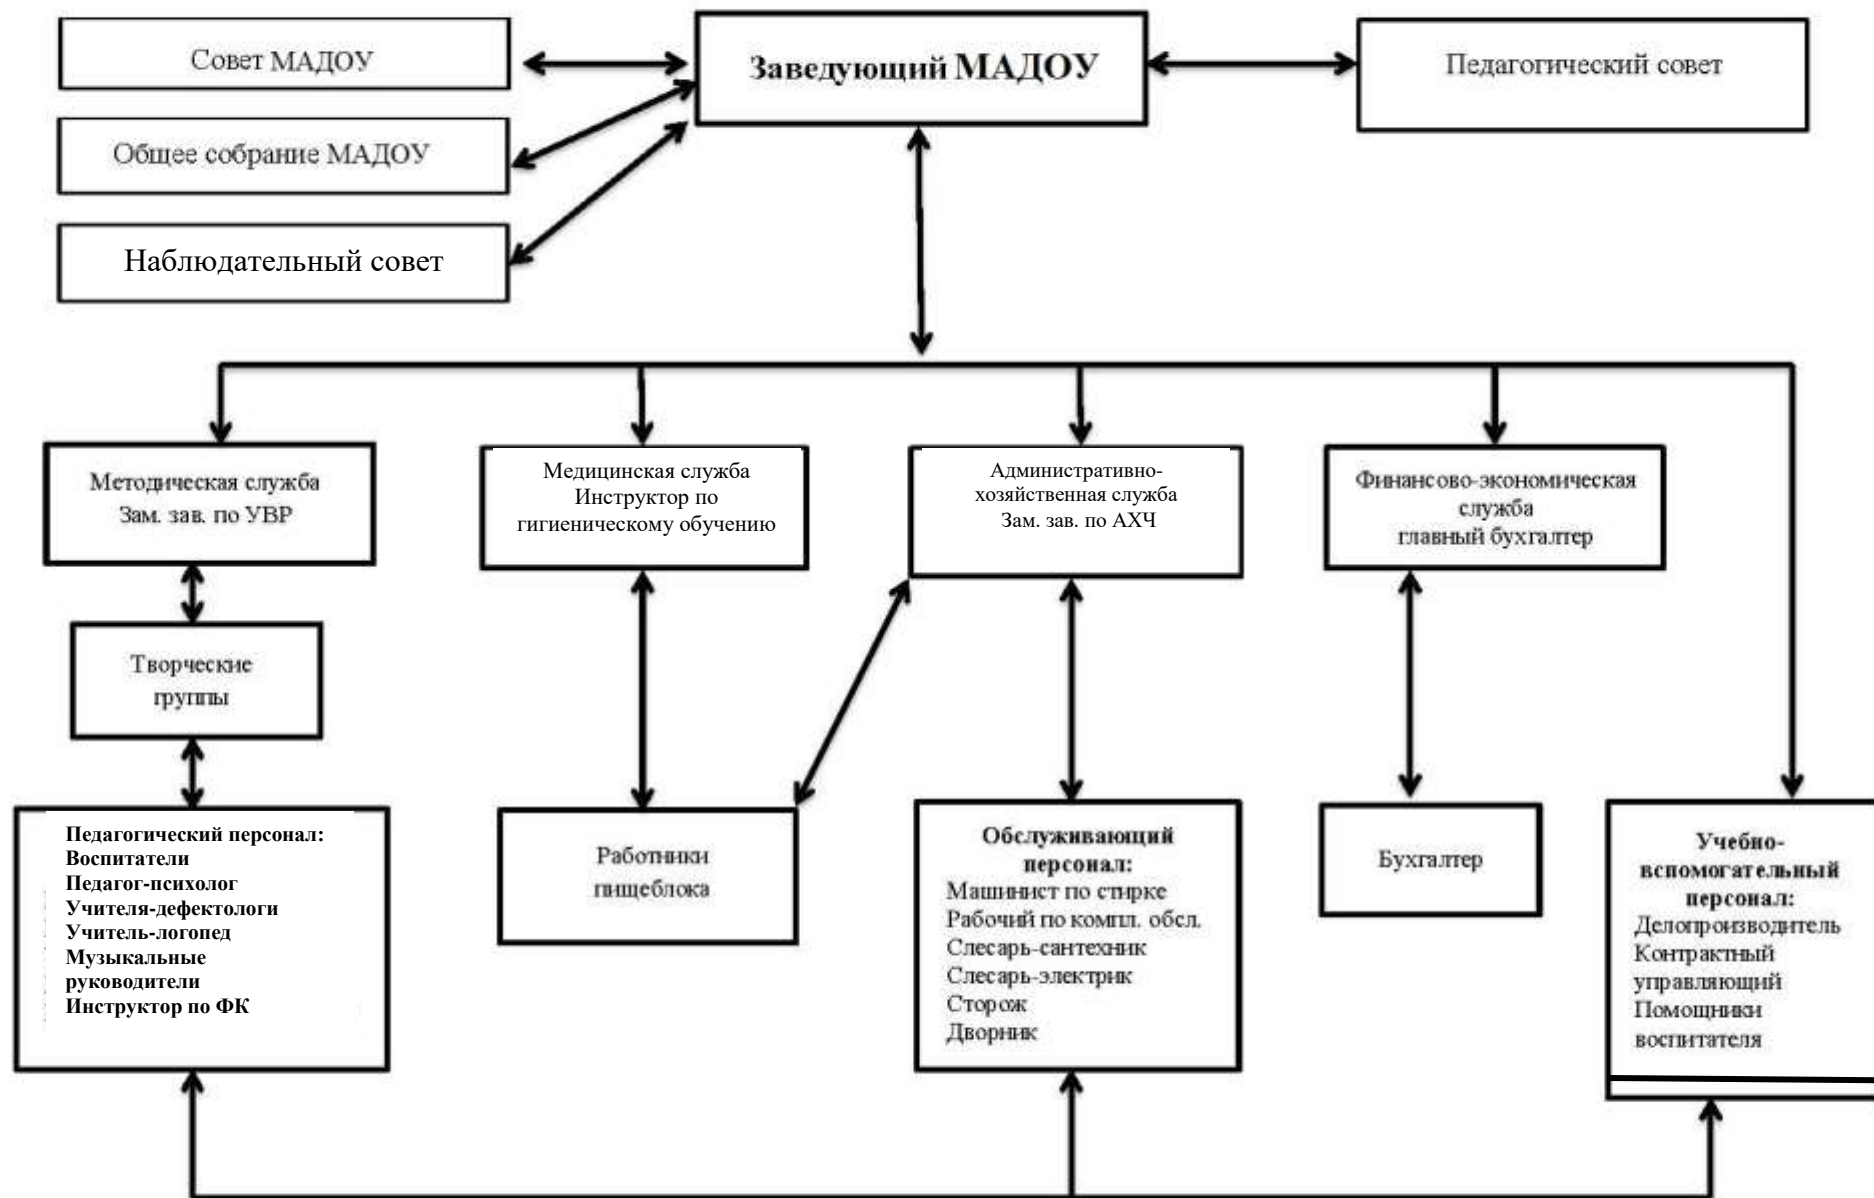 Совет МАДОУ
Заведующий МАДОУ
Педагогический совет
Общее собрание МАДОУ
Наблюдательный совет
Методическая служба
Зам. зав. по УВР
Медицинская служба
Инструктор по
гигиеническому обучению
Административно-
хозяйственная служба
Зам. зав. по АХЧ
Финансово-экономическая
служба
главный бухгалтер
Творческие
группы
Педагогический персонал:
Воспитатели
Педагог-психолог
Учителя-дефектологи
Учитель-логопед
Музыкальные
руководители
Инструктор по ФК
Работники
пищеблока
Обслуживающий
персонал:
Машинист по стирке
Рабочий по компл. обсл.
Слесарь-сантехник
Слесарь-электрик
Сторож
Дворник
Бухгалтер
Учебно-
вспомогательный
персонал:
Делопроизводитель
Контрактный
управляющий
Помощники
воспитателя